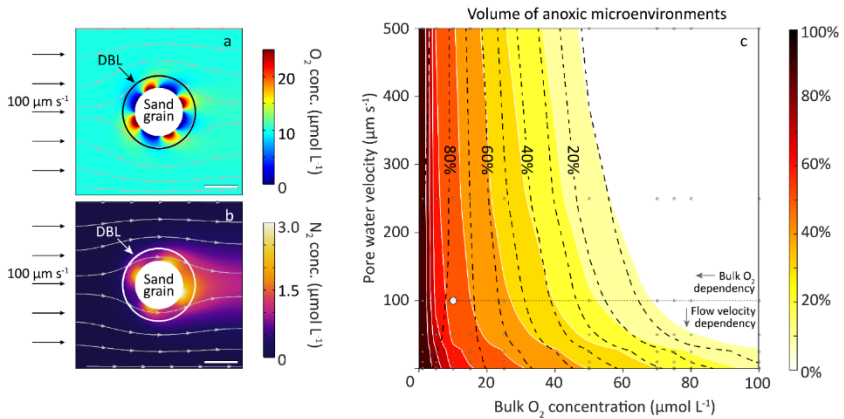 a
DBL
100 µm s⁻¹
Sand
grain
O₂ conc. (µmol L⁻¹)
20
10
0
b
DBL
100 µm s⁻¹
Sand
grain
N₂ conc. (µmol L⁻¹)
3.0
1.5
0
Volume of anoxic microenvironments
c
Pore water velocity (µm s⁻¹)
500
400
300
200
100
0
80%
60%
40%
20%
Bulk O₂
dependency
Flow velocity
dependency
0
20
40
60
80
100
Bulk O₂ concentration (µmol L⁻¹)
100%
80%
60%
40%
20%
0%